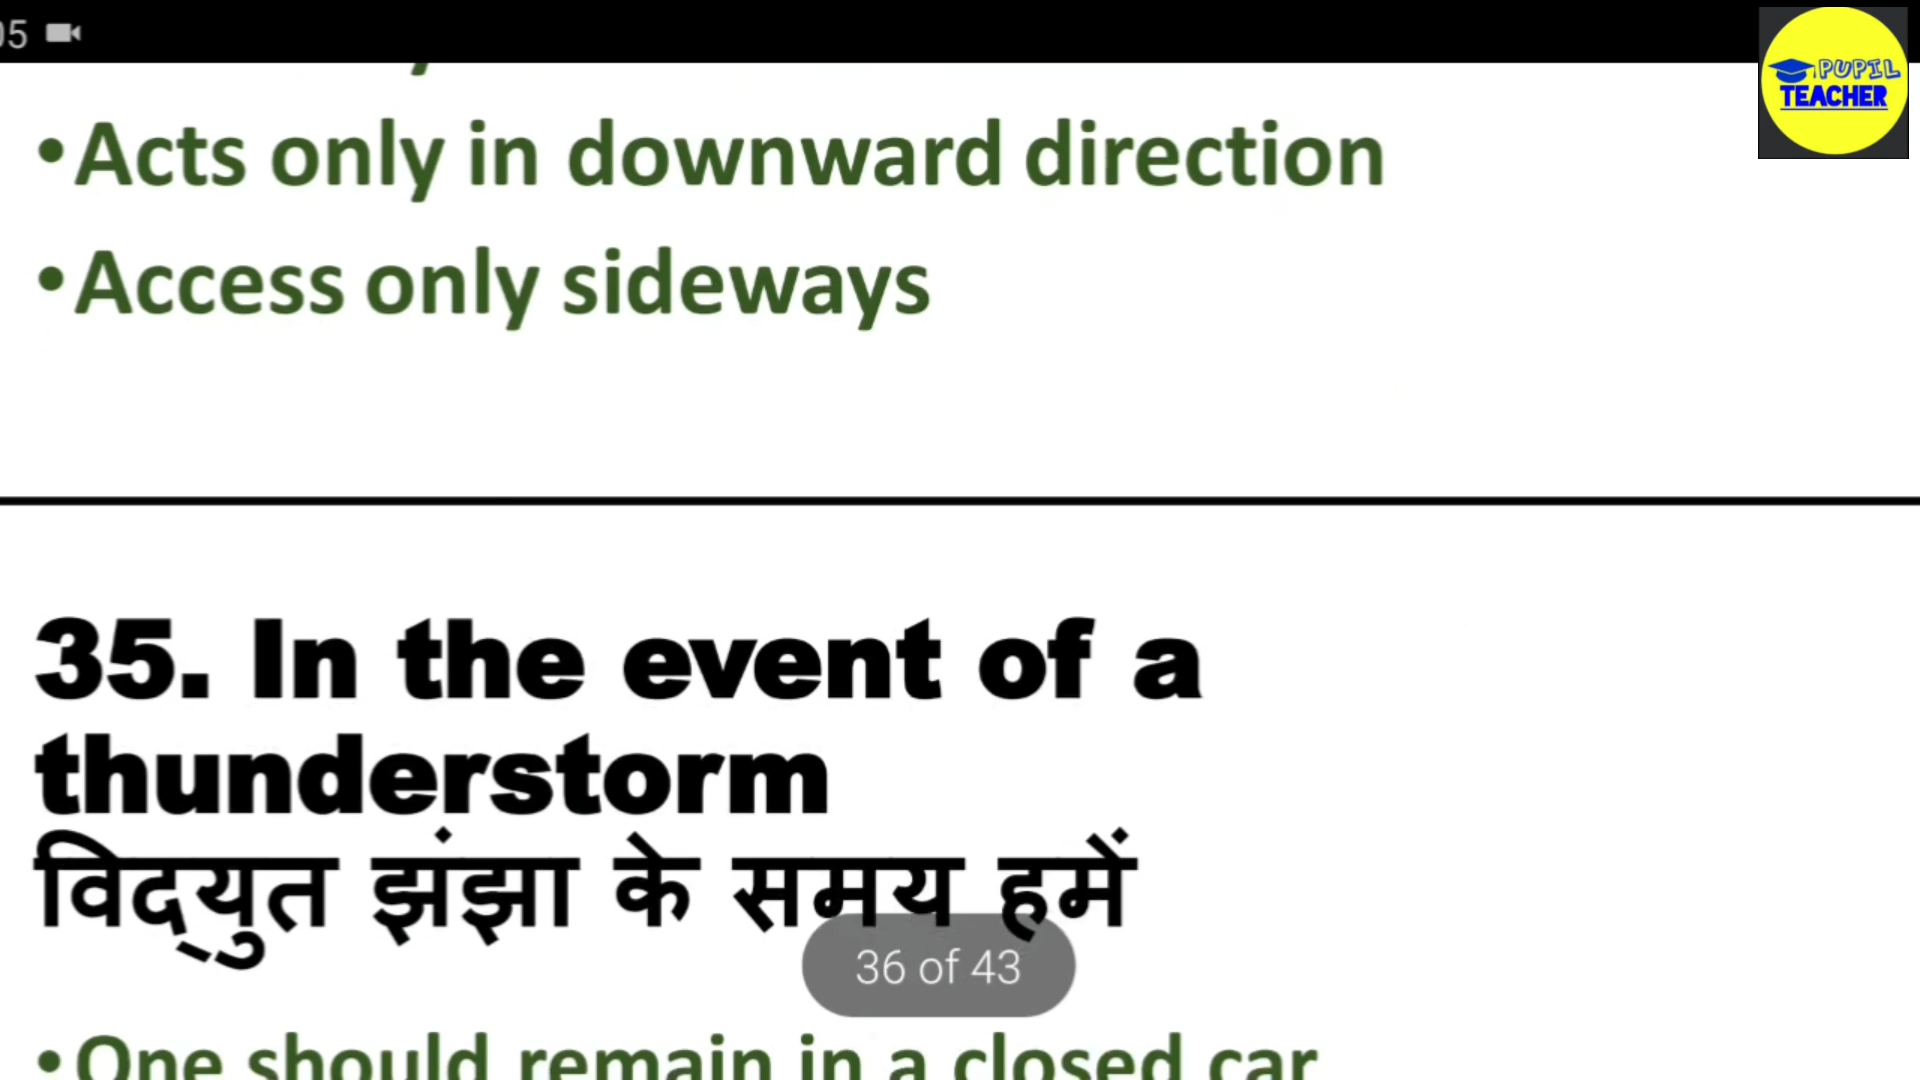 05
PUPIL
TEACHER
•Acts only in downward direction
•Access only sideways
35. In the event of a
thunderstorm
विद्युत झंझा के समय हमें
36 of 43
•One should remain in a closed car